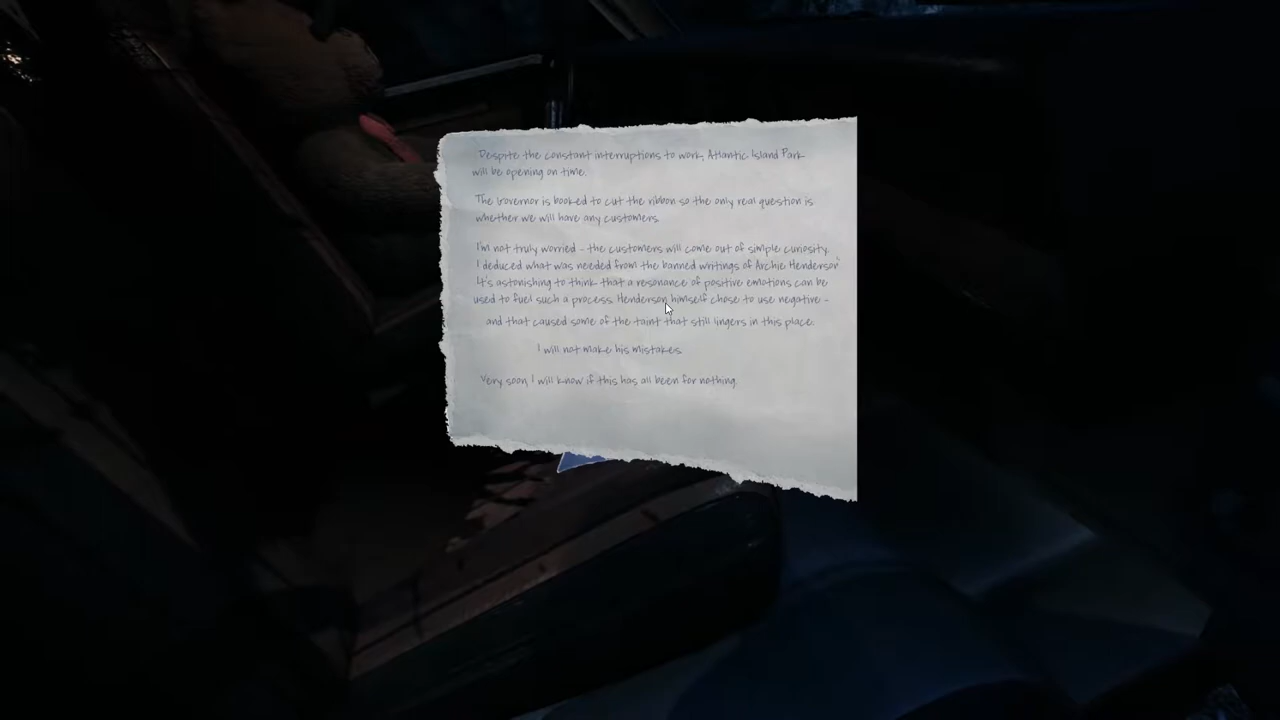 Despite the constant interruptions to work, Atlantic Island Park
will be opening on time.
The Governor is booked to cut the ribbon so the only real question is
whether we will have any customers.
I'm not truly worried - the customers will come out of simple curiosity.
I deduced what was needed from the banned writings of Archie Henderson.
It's astonishing to think that a resonance of positive emotions can be
used to fuel such a process. Henderson himself chose to use negative -
and that caused some of the taint that still lingers in this place.
I will not make his mistakes.
Very soon, I will know if this has all been for nothing.